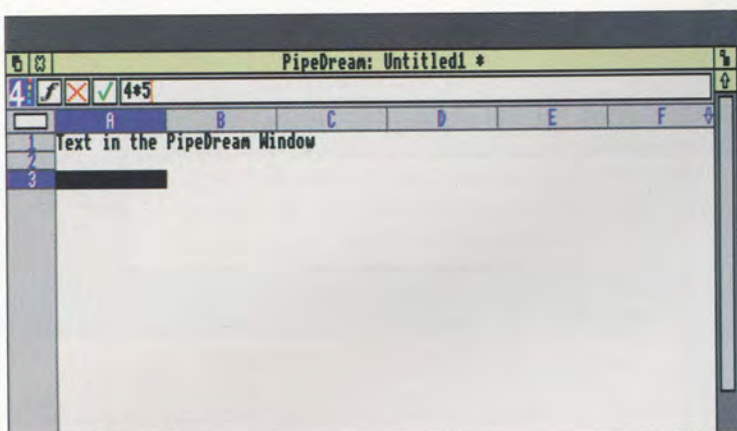 PipeDream: Untitled1 *
4 f 4*5
A B C D E F
1 Text in the PipeDream Window
2
3